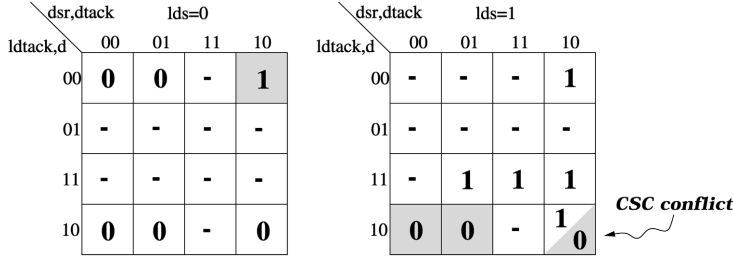 dsr,dtack lds=0
ldtack,d 00 01 11 10
00 0 0 - 1
01 - - - -
11 - - - -
10 0 0 - 0
dsr,dtack lds=1
ldtack,d 00 01 11 10
00 - - - 1
01 - - - -
11 - 1 1 1
10 0 0 - 1 0
CSC conflict